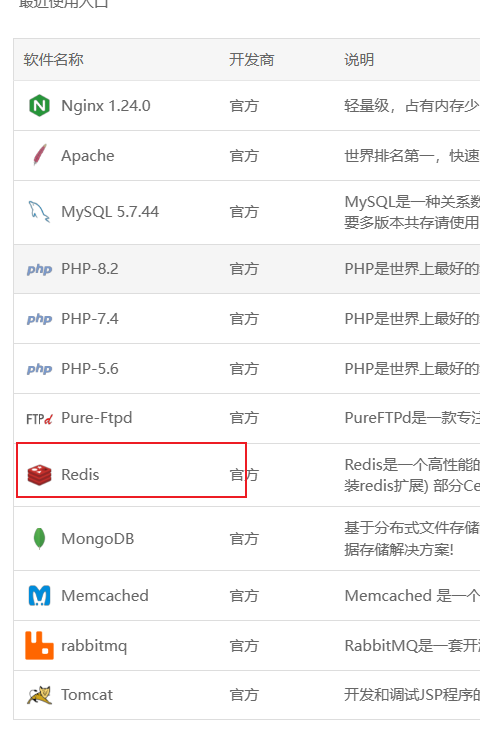 最近使用入口
软件名称 开发商 说明
Nginx 1.24.0 官方 轻量级，占有内存少
Apache 官方 世界排名第一，快速
MySQL 5.7.44 官方 MySQL是一种关系数
要多版本共存请使用
php PHP-8.2 官方 PHP是世界上最好的
php PHP-7.4 官方 PHP是世界上最好的
php PHP-5.6 官方 PHP是世界上最好的
FTPd Pure-Ftpd 官方 PureFTPd是一款专注
Redis 官方 Redis是一个高性能的
装redis扩展) 部分Ce
MongoDB 官方 基于分布式文件存储
据存储解决方案!
Memcached 官方 Memcached 是一个
rabbitmq 官方 RabbitMQ是一套开源
Tomcat 官方 开发和调试JSP程序的